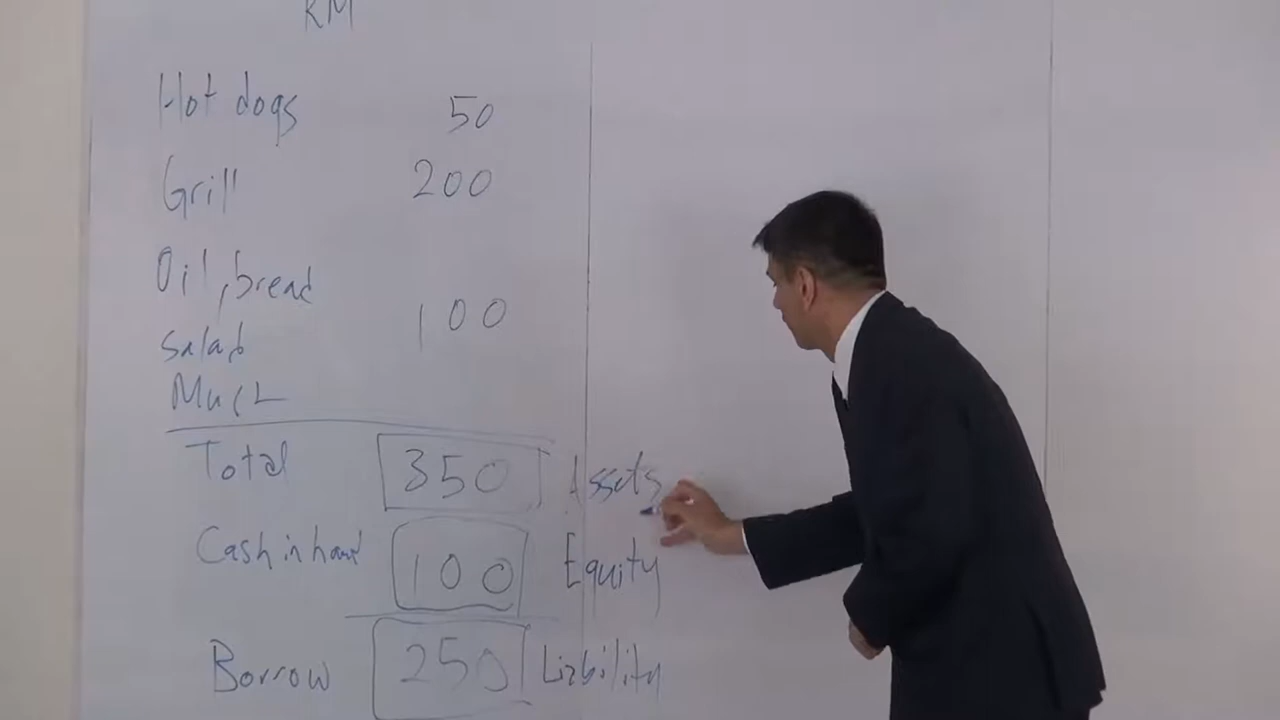 RM
Hot dogs 50
Grill 200
Oil, bread
100
salad
Total 350 Assets
Cash in hand 100 Equity
Borrow 250 Liability